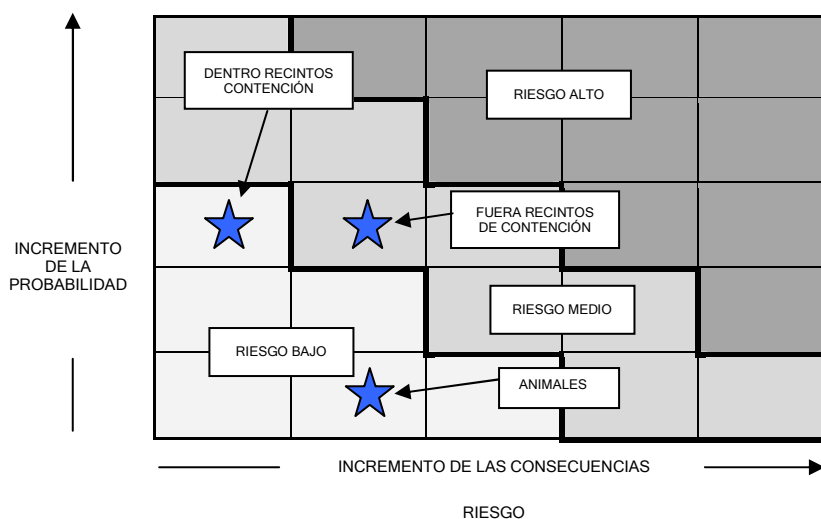 DENTRO RECINTOS
CONTENCIÓN
RIESGO ALTO
FUERA RECINTOS
DE CONTENCIÓN
INCREMENTO
DE LA
PROBABILIDAD
RIESGO MEDIO
RIESGO BAJO
ANIMALES
INCREMENTO DE LAS CONSECUENCIAS
RIESGO